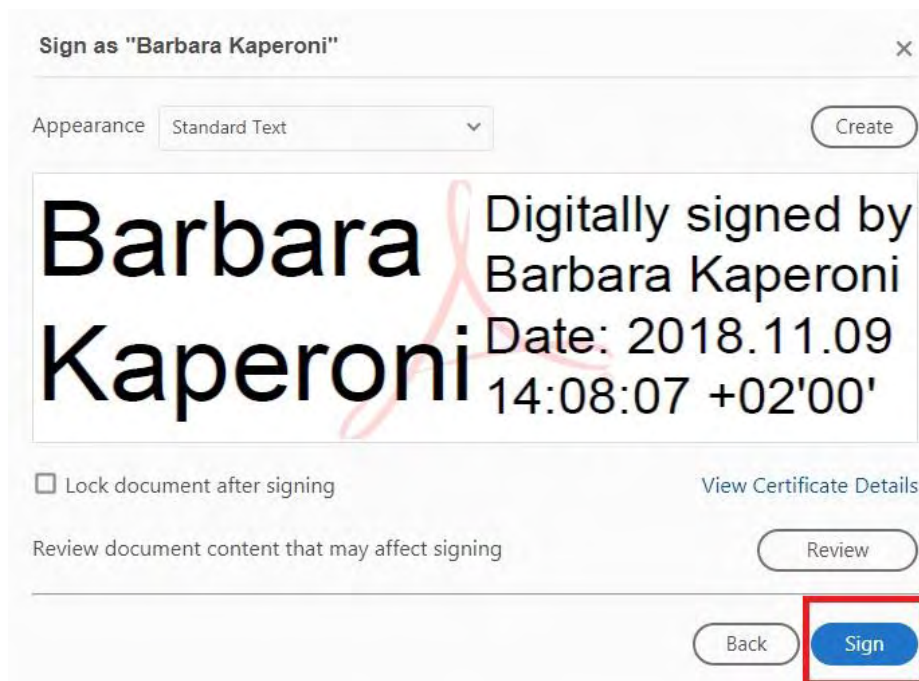 Sign as "Barbara Kaperoni"
Appearance Standard Text Create
Barbara
Kaperoni
Digitally signed by
Barbara Kaperoni
Date: 2018.11.09
14:08:07 +02'00'
Lock document after signing
View Certificate Details
Review document content that may affect signing
Review
Back
Sign